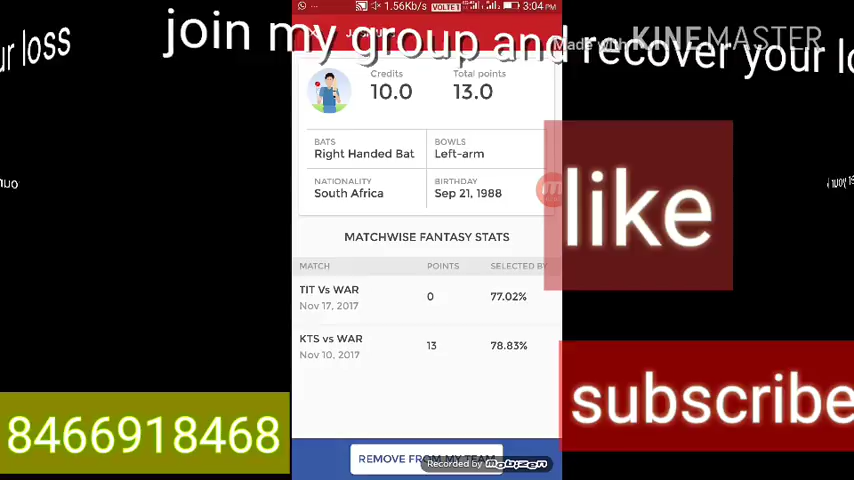 1.56Kb/s VOLTE 3:04 PM
join my group and recover your lo
ur loss
Made with KINEMASTER
Credits Total points
10.0 13.0
BATS BOWLS
Right Handed Bat Left-arm
NATIONALITY BIRTHDAY
South Africa Sep 21, 1988
like
MATCHWISE FANTASY STATS
MATCH POINTS SELECTED BY
TIT Vs WAR 0 77.02%
Nov 17, 2017
KTS vs WAR 13 78.83%
Nov 10, 2017
subscribe
8466918468
REMOVE FROM MY TEAM
Recorded by mobizen